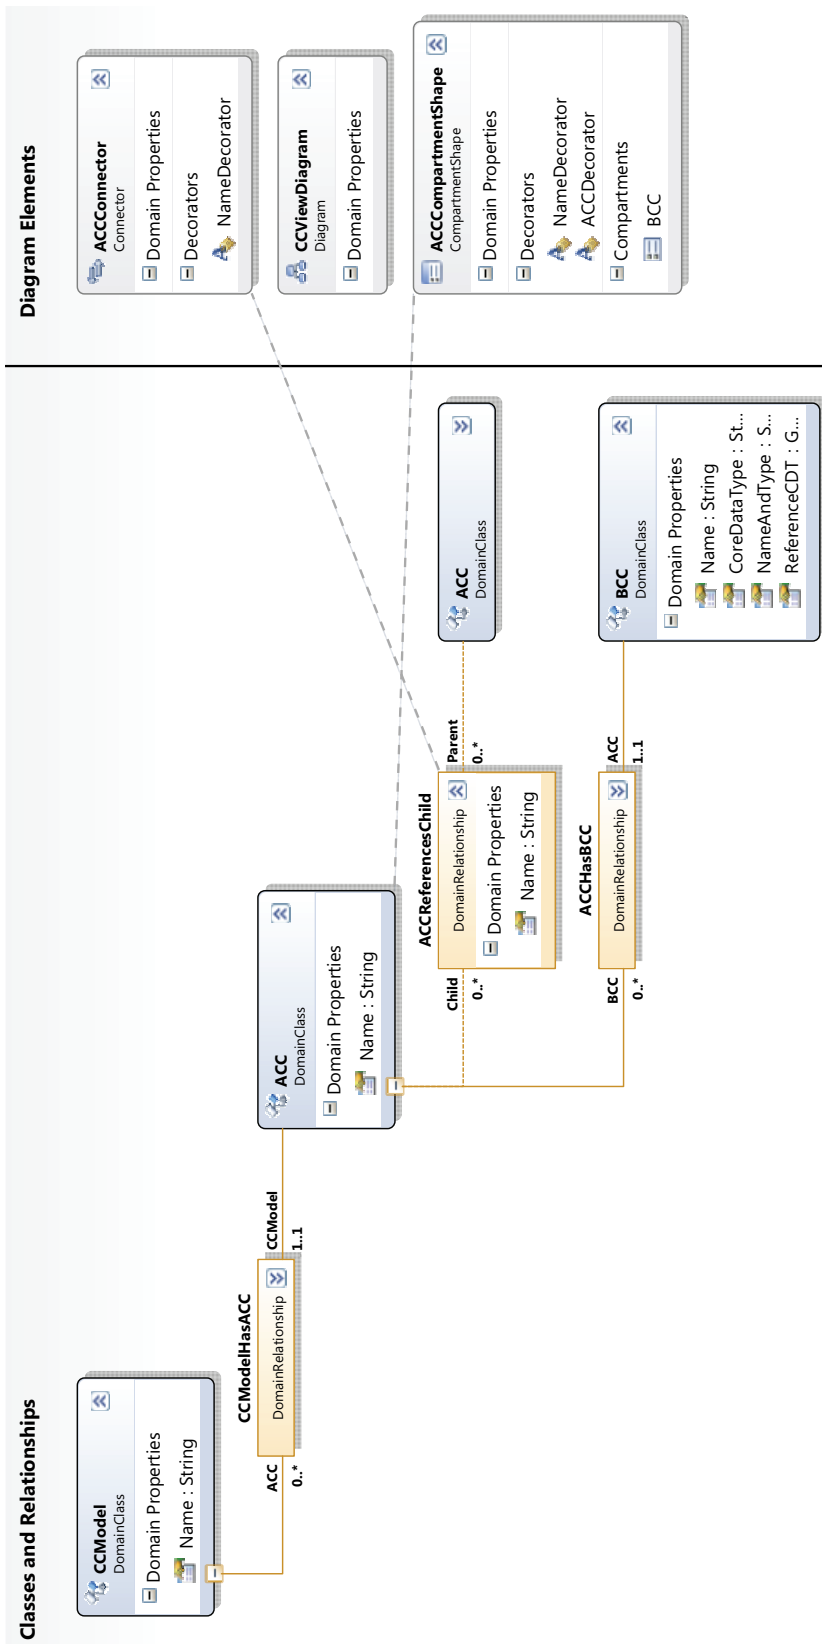 Classes and Relationships
Diagram Elements
CCModel
DomainClass
Domain Properties
Name : String
CCModelHasACC
DomainRelationship
ACC
0..*
CCModel
1..1
ACC
DomainClass
Domain Properties
Name : String
ACCReferencesChild
DomainRelationship
Domain Properties
Name : String
Child
0..*
Parent
0..*
ACC
DomainClass
ACCHasBCC
DomainRelationship
BCC
0..*
ACC
1..1
BCC
DomainClass
Domain Properties
Name : String
CoreDataType : St...
NameAndType : S...
ReferenceCDT : G...
ACCConnector
Connector
Domain Properties
Decorators
NameDecorator
CCViewDiagram
Diagram
Domain Properties
ACCCompartmentShape
CompartmentShape
Domain Properties
Decorators
NameDecorator
ACCDecorator
Compartments
BCC